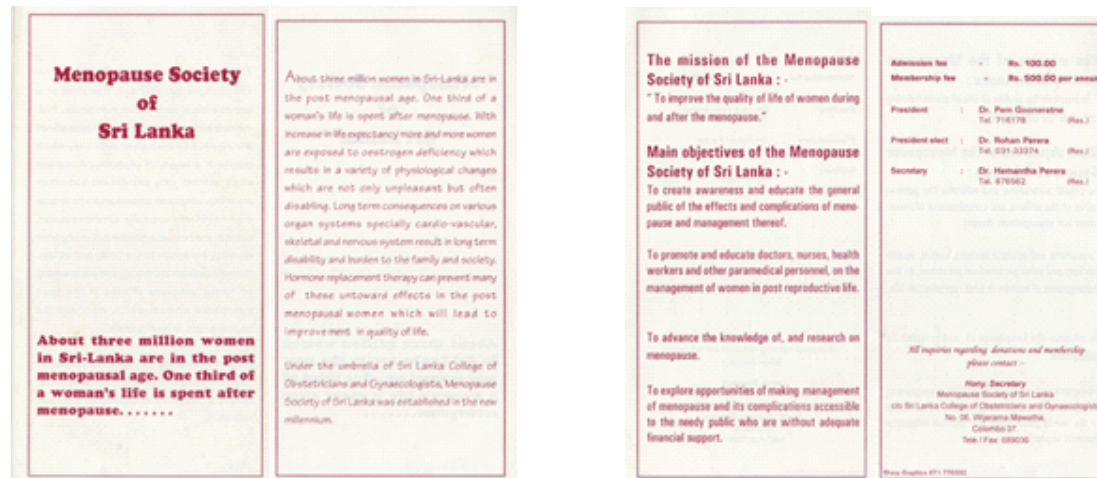 Menopause Society
of
Sri Lanka
About three million women
in Sri-Lanka are in the post
menopausal age. One third of
a woman's life is spent after
menopause. . . . . . .
About three million women in Sri-Lanka are in
the post menopausal age. One third of a
woman's life is spent after menopause. With
increase in life expectancy more and more women
are exposed to oestrogen deficiency which
results in a variety of physiological changes
which are not only unpleasant but often
disabling. Long term consequences on various
organ systems specially cardio-vascular,
skeletal and nervous system result in long term
disability and burden to the family and society.
Hormone replacement therapy can prevent many
of these untoward effects in the post
menopausal women which will lead to
improvement in quality of life.
Under the umbrella of Sri Lanka College of
Obstetricians and Gynaecologists, Menopause
Society of Sri Lanka was established in the new
millennium.
The mission of the Menopause
Society of Sri Lanka : -
" To improve the quality of life of women during
and after the menopause."
Main objectives of the Menopause
Society of Sri Lanka : -
To create awareness and educate the general
public of the effects and complications of meno-
pause and management thereof.
To promote and educate doctors, nurses, health
workers and other paramedical personnel, on the
management of women in post reproductive life.
To advance the knowledge of, and research on
menopause.
To explore opportunities of making management
of menopause and its complications accessible
to the needy public who are without adequate
financial support.
Admission fee - Rs. 100.00
Membership fee - Rs. 500.00 per annum
President : Dr. Pem Gooneratne
Tel. 716178 (Res.)
President elect : Dr. Rohan Perera
Tel. 031-33374 (Res.)
Secretary : Dr. Hemantha Perera
Tel. 876562 (Res.)
All inquiries regarding donations and membership
please contact :-
Hony. Secretary
Menopause Society of Sri Lanka
c/o Sri Lanka College of Obstetricians and Gynaecologists
No. 06, Wijerama Mawatha,
Colombo 37.
Tele / Fax: 689036
Sharp Graphics 071-776502